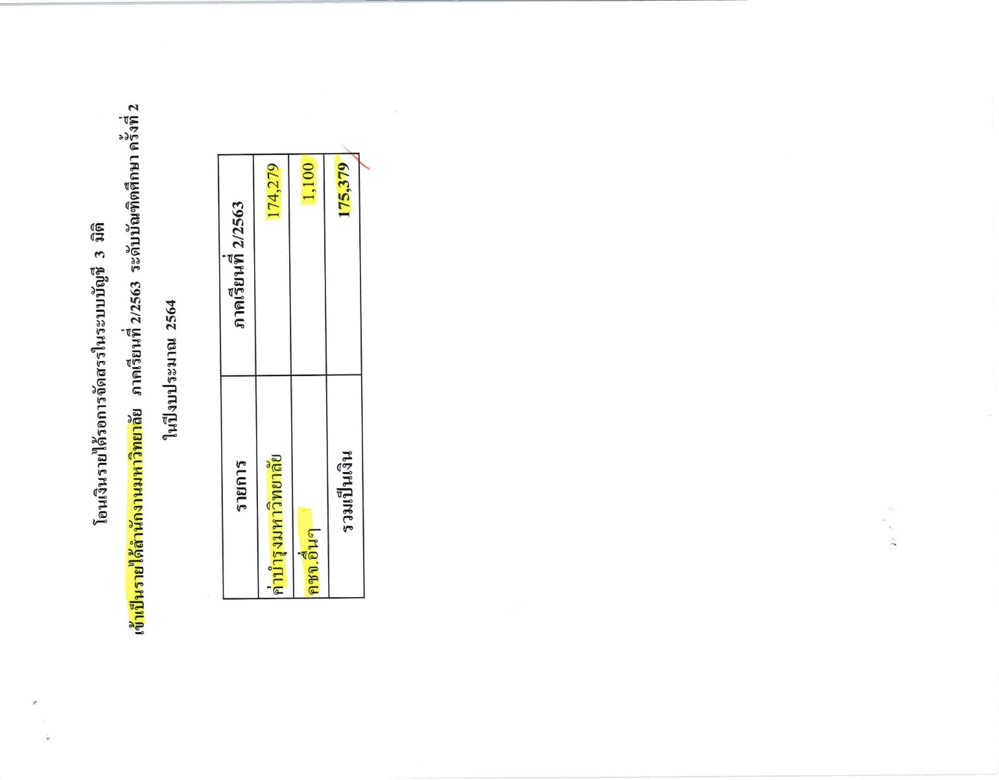 โอนเงินรายได้รอการจัดสรรในระบบบัญชี 3 มิติ
เข้าเป็นรายได้สำนักงานมหาวิทยาลัย ภาคเรียนที่ 2/2563 ระดับบัณฑิตศึกษา ครั้งที่ 2
ในปีงบประมาณ 2564
รายการ ภาคเรียนที่ 2/2563
ค่าบำรุงมหาวิทยาลัย 174,279
คชจ.อื่นๆ 1,100
รวมเป็นเงิน 175,379